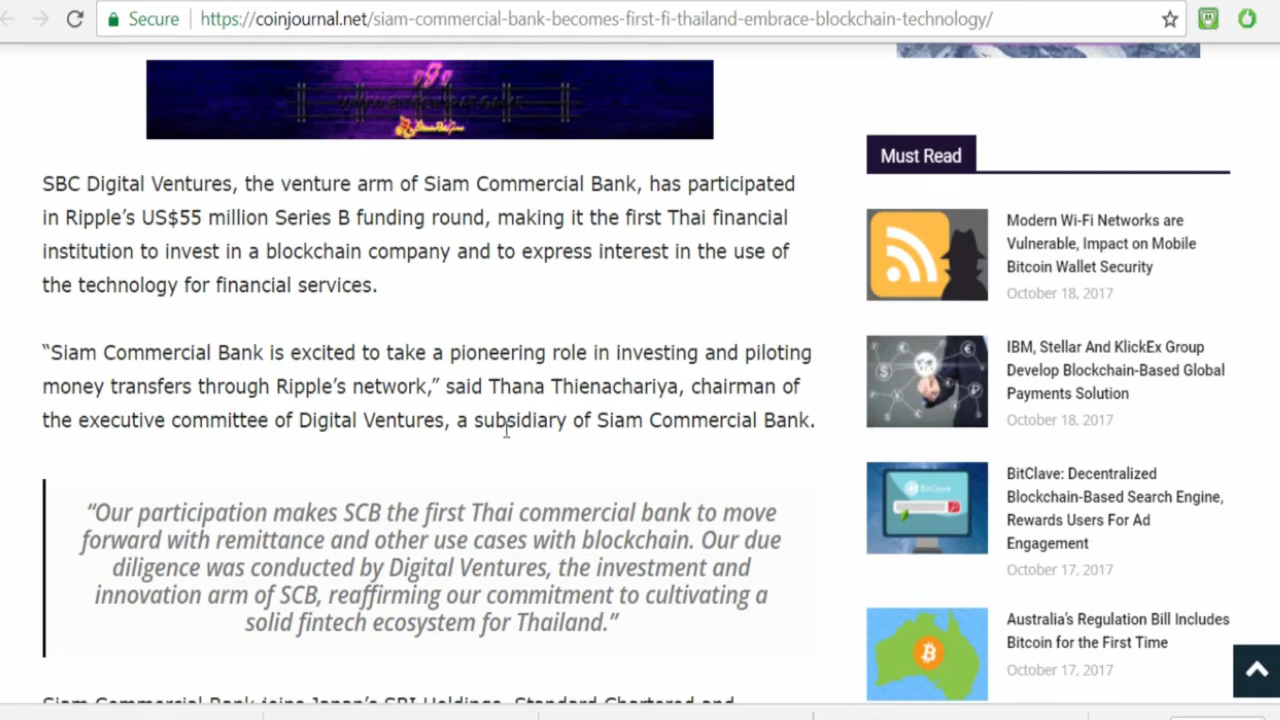 Secure
https://coinjournal.net/siam-commercial-bank-becomes-first-fi-thailand-embrace-blockchain-technology/
SBC Digital Ventures, the venture arm of Siam Commercial Bank, has participated
in Ripple’s US$55 million Series B funding round, making it the first Thai financial
institution to invest in a blockchain company and to express interest in the use of
the technology for financial services.
“Siam Commercial Bank is excited to take a pioneering role in investing and piloting
money transfers through Ripple’s network,” said Thana Thienachariya, chairman of
the executive committee of Digital Ventures, a subsidiary of Siam Commercial Bank.
“Our participation makes SCB the first Thai commercial bank to move
forward with remittance and other use cases with blockchain. Our due
diligence was conducted by Digital Ventures, the investment and
innovation arm of SCB, reaffirming our commitment to cultivating a
solid fintech ecosystem for Thailand.”
Siam Commercial Bank joins Japan’s SBI Holdings, Standard Chartered and
Must Read
Modern Wi-Fi Networks are
Vulnerable, Impact on Mobile
Bitcoin Wallet Security
October 18, 2017
IBM, Stellar And KlickEx Group
Develop Blockchain-Based Global
Payments Solution
October 18, 2017
BitClave
BitClave: Decentralized
Blockchain-Based Search Engine,
Rewards Users For Ad
Engagement
October 17, 2017
Australia’s Regulation Bill Includes
Bitcoin for the First Time
October 17, 2017